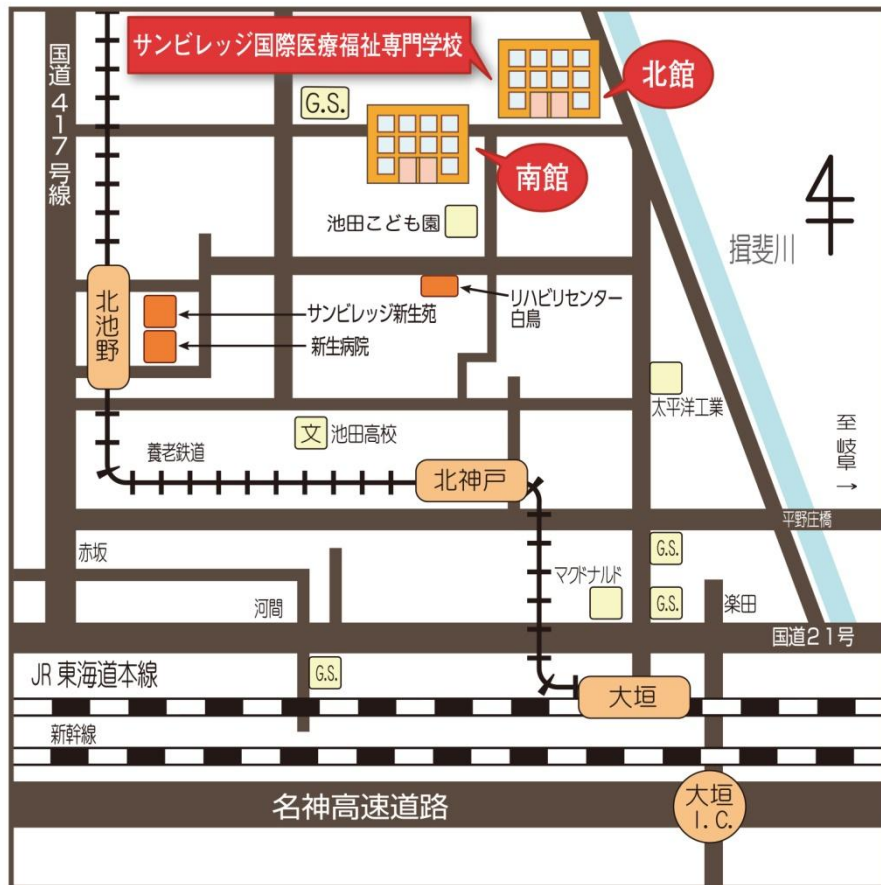 サンビレッジ国際医療福祉専門学校
国道417号線
北館
G.S.
南館
池田こども園
揖斐川
北池野
サンビレッジ新生苑
新生病院
リハビリセンター
白鳥
太平洋工業
至岐阜→
文
池田高校
養老鉄道
北神戸
平野庄橋
赤坂
G.S.
マクドナルド
河間
G.S.
楽田
国道21号
JR東海道本線
G.S.
大垣
新幹線
名神高速道路
大垣
I.C.